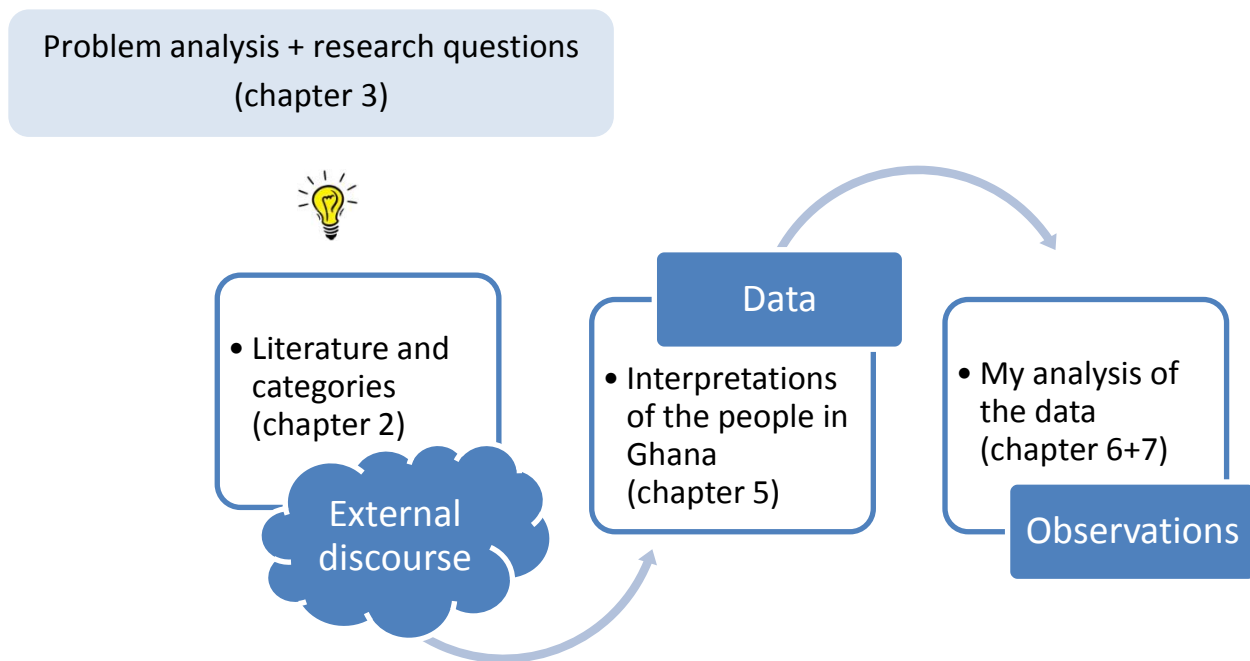 Problem analysis + research questions
(chapter 3)
• Literature and
categories
(chapter 2)
External
discourse
Data
• Interpretations
of the people in
Ghana
(chapter 5)
• My analysis of
the data
(chapter 6+7)
Observations